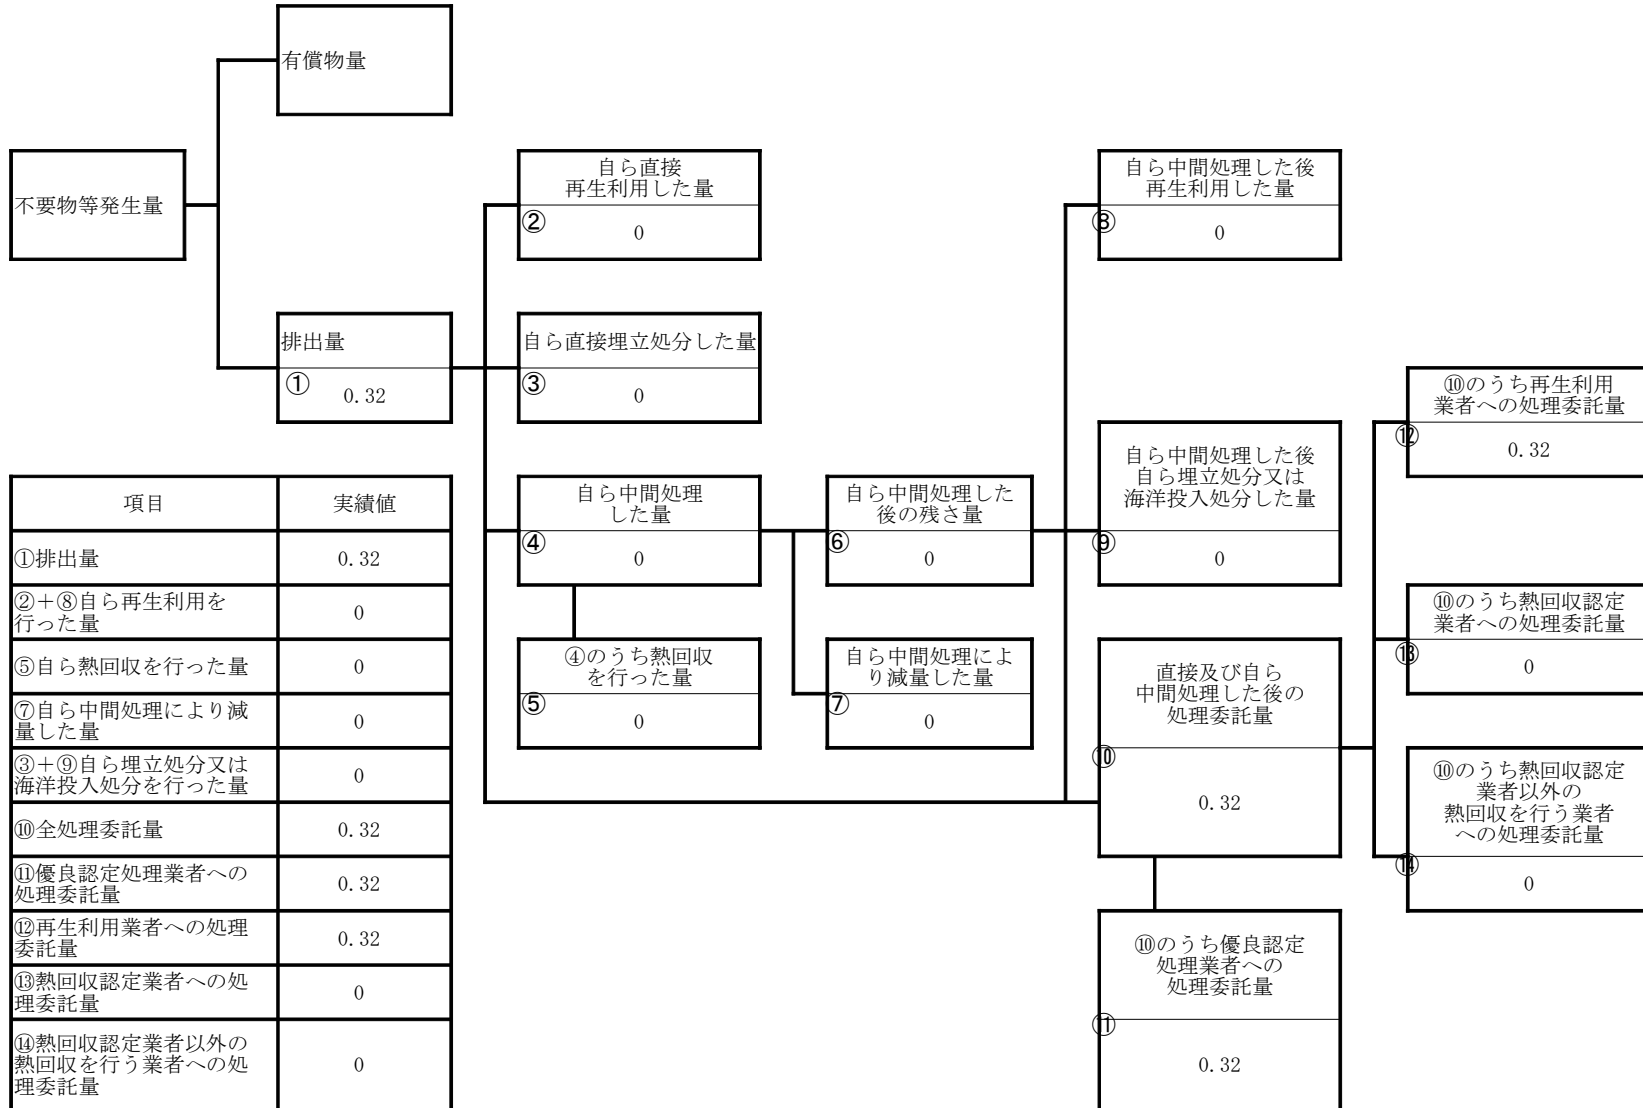 有償物量
不要物等発生量
自ら直接
再生利用した量
②
0
自ら中間処理した後
再生利用した量
⑧
0
排出量
①
0.32
自ら直接埋立処分した量
③
0
⑩のうち再生利用
業者への処理委託量
⑫
0.32
自ら中間処理
した量
④
0
自ら中間処理した
後の残さ量
⑥
0
自ら中間処理した後
自ら埋立処分又は
海洋投入処分した量
⑨
0
⑩のうち熱回収認定
業者への処理委託量
⑬
0
④のうち熱回収
を行った量
⑤
0
自ら中間処理によ
り減量した量
⑦
0
直接及び自ら
中間処理した後の
処理委託量
⑩
0.32
⑩のうち熱回収認定
業者以外の
熱回収を行う業者
への処理委託量
⑭
0
⑩のうち優良認定
処理業者への
処理委託量
⑪
0.32
項目 実績値
①排出量 0.32
②＋⑧自ら再生利用を
行った量 0
⑤自ら熱回収を行った量 0
⑦自ら中間処理により減
量した量 0
③＋⑨自ら埋立処分又は
海洋投入処分を行った量 0
⑩全処理委託量 0.32
⑪優良認定処理業者への
処理委託量 0.32
⑫再生利用業者への処理
委託量 0.32
⑬熱回収認定業者への処
理委託量 0
⑭熱回収認定業者以外の
熱回収を行う業者への処
理委託量 0